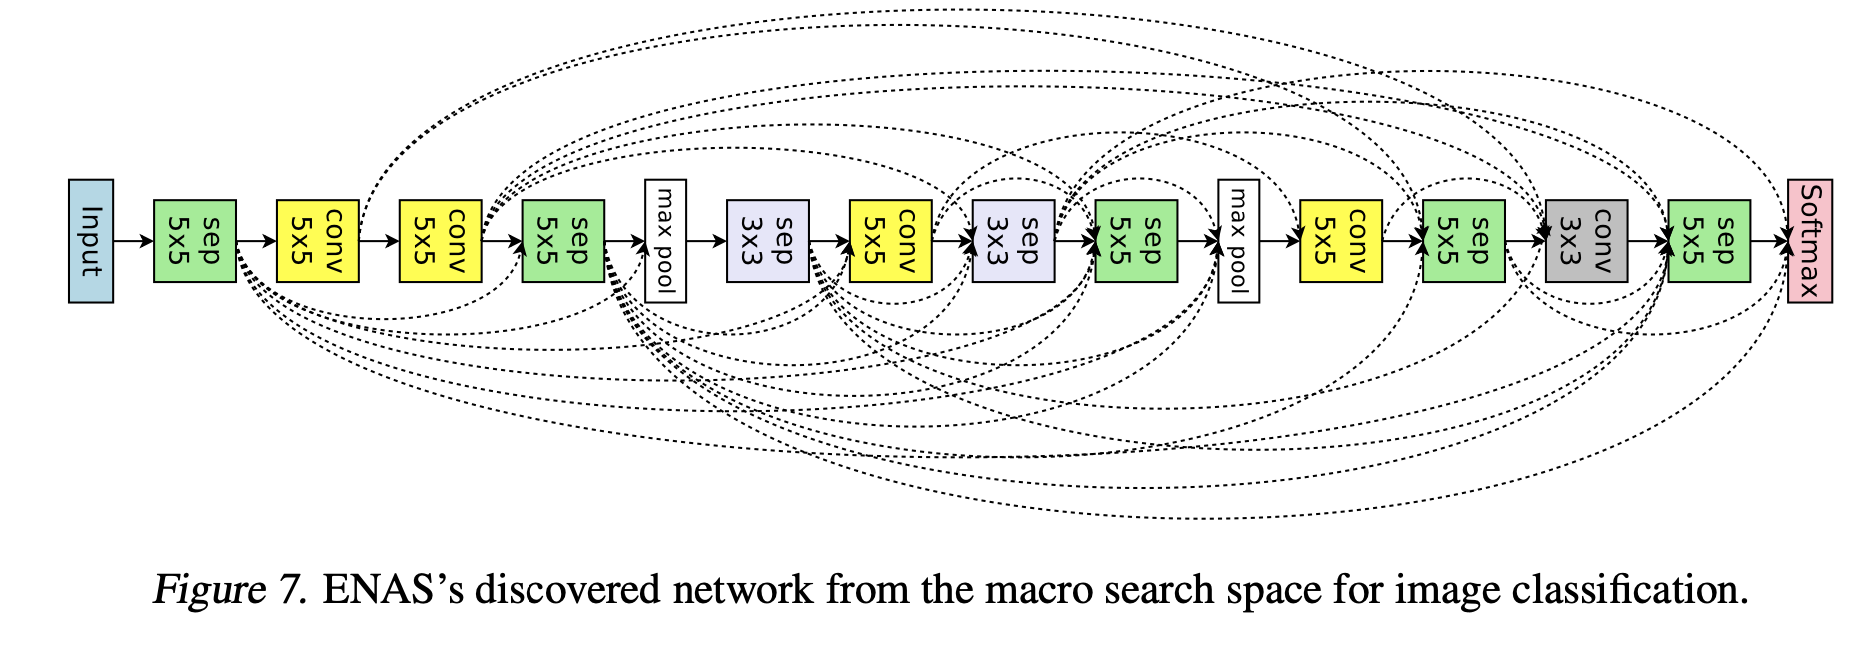 Input
sep
5x5
conv
5x5
conv
5x5
sep
5x5
max pool
sep
3x3
conv
5x5
sep
3x3
sep
5x5
max pool
conv
5x5
sep
5x5
conv
3x3
sep
5x5
Softmax
Figure 7. ENAS’s discovered network from the macro search space for image classification.